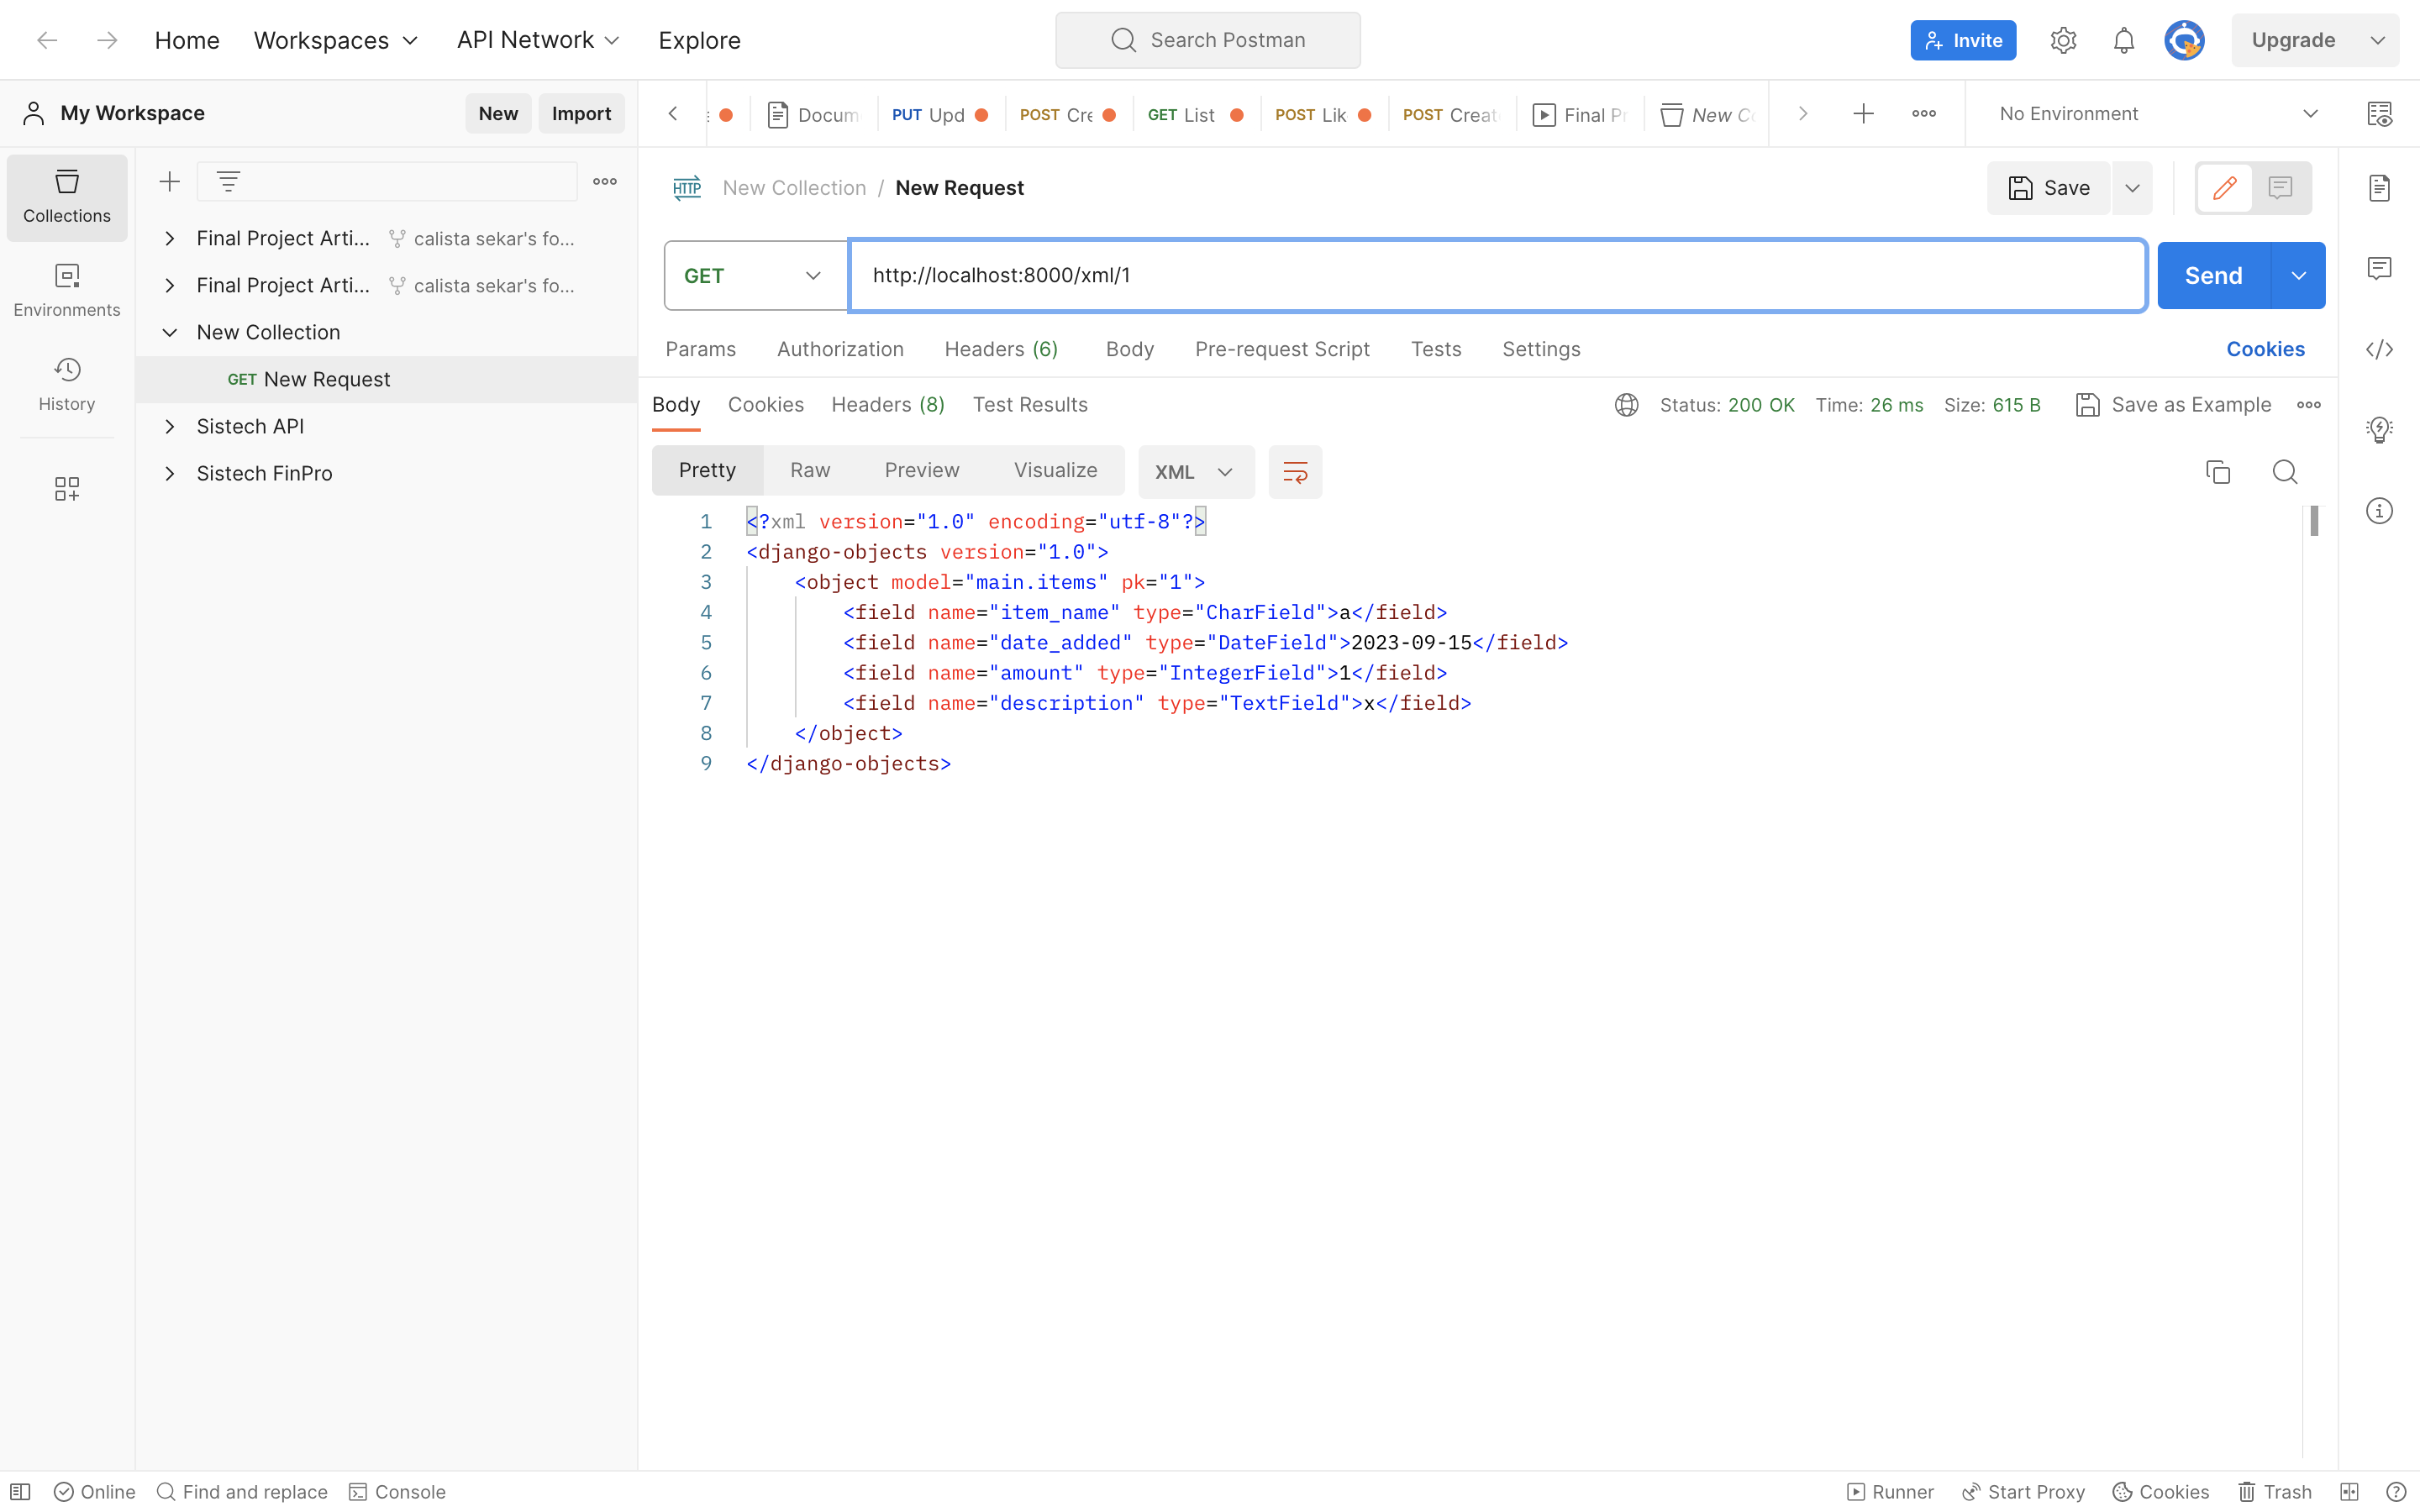 Home Workspaces API Network Explore Search Postman Invite Upgrade
My Workspace New Import
Docum PUT Upd POST Cre GET List POST Lik POST Creat Final Pr New Co No Environment
Collections
Environments
History
Final Project Arti... calista sekar's fo...
Final Project Arti... calista sekar's fo...
New Collection
GET New Request
Sistech API
Sistech FinPro
HTTP New Collection / New Request Save
GET http://localhost:8000/xml/1 Send
Params Authorization Headers (6) Body Pre-request Script Tests Settings Cookies
Body Cookies Headers (8) Test Results Status: 200 OK Time: 26 ms Size: 615 B Save as Example
Pretty Raw Preview Visualize XML
1 <?xml version="1.0" encoding="utf-8"?>
2 <django-objects version="1.0">
3 <object model="main.items" pk="1">
4 <field name="item_name" type="CharField">a</field>
5 <field name="date_added" type="DateField">2023-09-15</field>
6 <field name="amount" type="IntegerField">1</field>
7 <field name="description" type="TextField">x</field>
8 </object>
9 </django-objects>
Online Find and replace Console Runner Start Proxy Cookies Trash